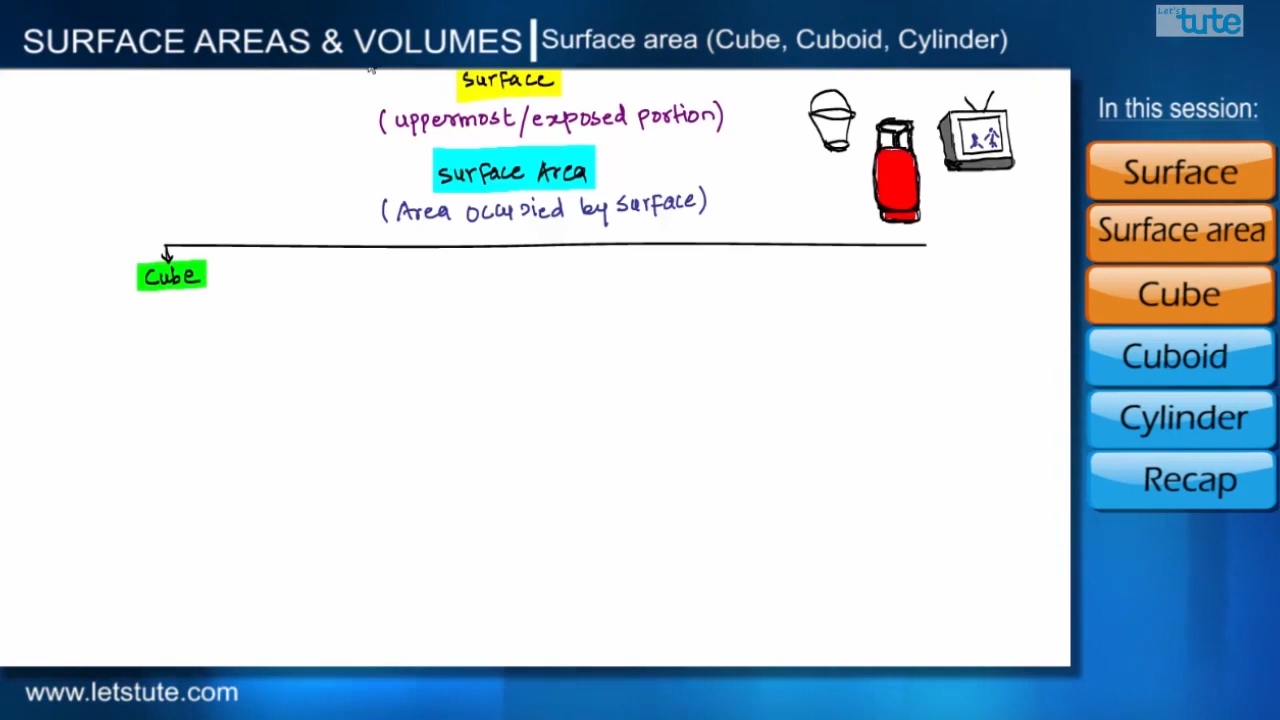 SURFACE AREAS & VOLUMES Surface area (Cube, Cuboid, Cylinder)
Let's tute
Surface
(uppermost/exposed portion)
Surface Area
(Area occupied by surface)
Cube
In this session:
Surface
Surface area
Cube
Cuboid
Cylinder
Recap
www.letstute.com